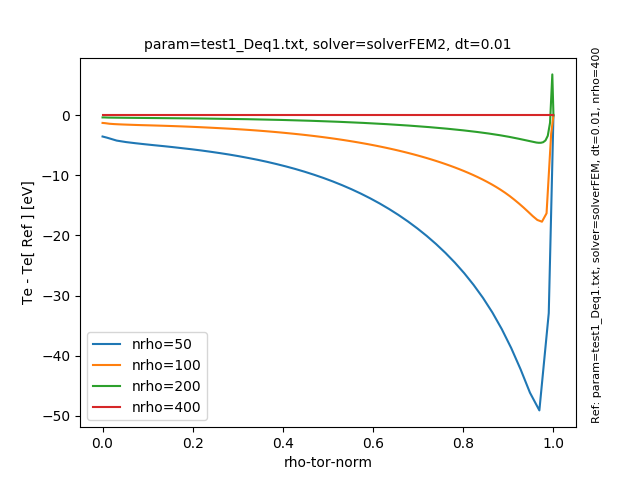 param=test1_Deq1.txt, solver=solverFEM2, dt=0.01
Te - Te[ Ref ] [eV]
0
−10
−20
−30
−40
−50
nrho=50
nrho=100
nrho=200
nrho=400
0.0
0.2
0.4
0.6
0.8
1.0
rho-tor-norm
Ref: param=test1_Deq1.txt, solver=solverFEM, dt=0.01, nrho=400